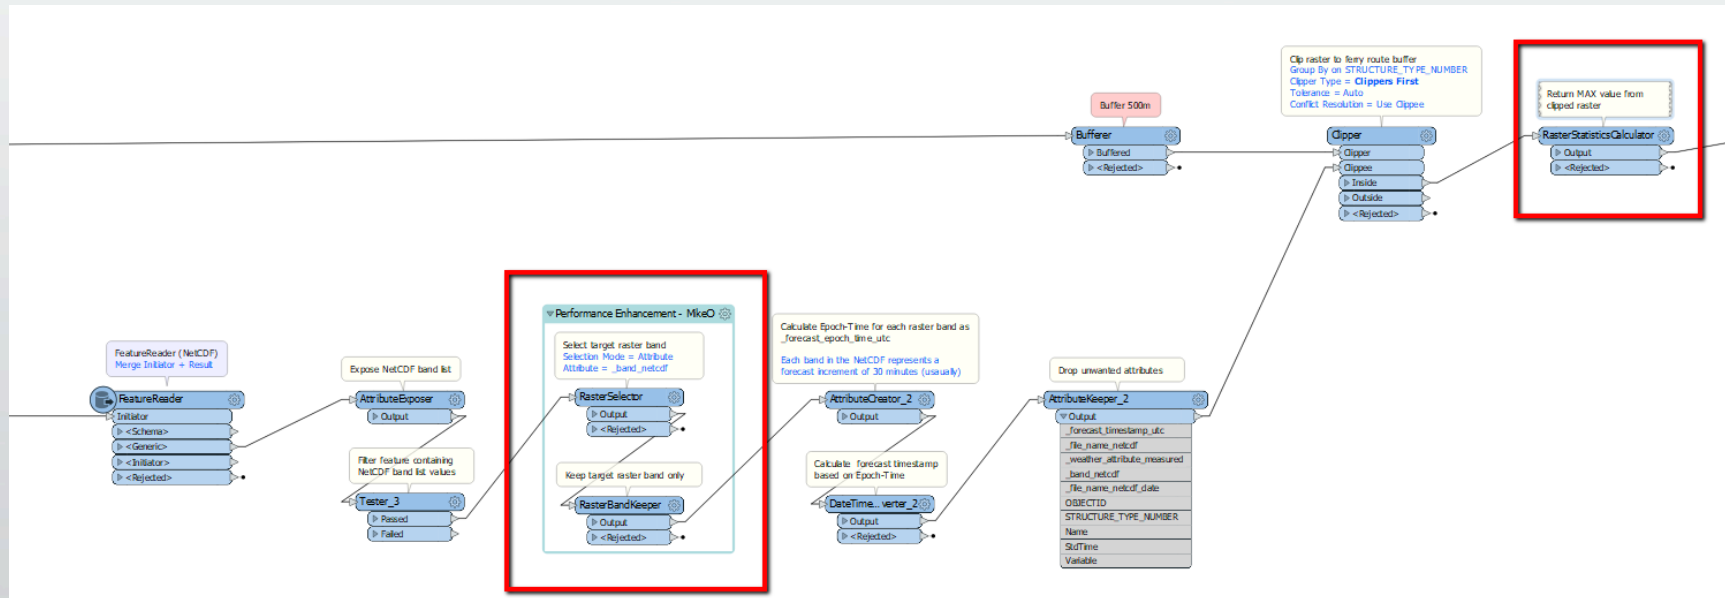 Buffer 500m
Bufferer
Buffered
<Rejected>
Clip raster to ferry route buffer
Group By on STRUCTURE_TYPE_NUMBER
Clipper Type = Clippers First
Tolerance = Auto
Conflict Resolution = Use Clippee
Clipper
Clipper
Clippee
Inside
Outside
<Rejected>
Return MAX value from
clipped raster
RasterStatisticsCalculator
Output
<Rejected>
FeatureReader (NetCDF)
Merge Initiator + Result
FeatureReader
Initiator
<Schema>
<Generic>
<Initiator>
<Rejected>
Expose NetCDF band list
AttributeExposer
Output
Filter feature containing
NetCDF band list values
Tester_3
Passed
Failed
Performance Enhancement - MikeO
Select target raster band
Selection Mode = Attribute
Attribute = _band_netcdf
RasterSelector
Output
<Rejected>
Keep target raster band only
RasterBandKeeper
Output
<Rejected>
Calculate Epoch-Time for each raster band as
_forecast_epoch_time_utc
Each band in the NetCDF represents a
forecast increment of 30 minutes (usaually)
AttributeCreator_2
Output
Calculate forecast timestamp
based on Epoch-Time
DateTime... verter_2
Output
<Rejected>
Drop unwanted attributes
AttributeKeeper_2
Output
_forecast_timestamp_utc
_file_name_netcdf
_weather_attribute_measured
_band_netcdf
_file_name_netcdf_date
OBJECTID
STRUCTURE_TYPE_NUMBER
Name
StdTime
Variable